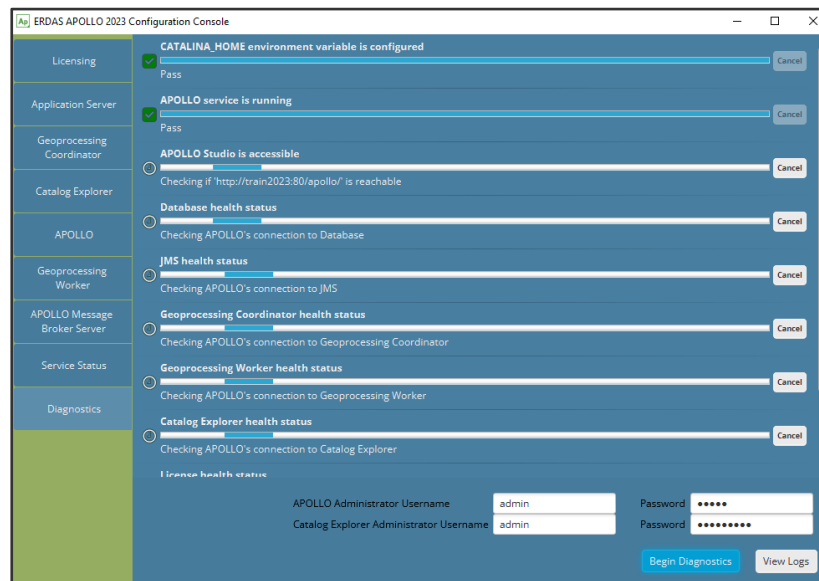 Ap ERDAS APOLLO 2023 Configuration Console
Licensing
Application Server
Geoprocessing
Coordinator
Catalog Explorer
APOLLO
Geoprocessing
Worker
APOLLO Message
Broker Server
Service Status
Diagnostics
CATALINA_HOME environment variable is configured
Cancel
Pass
APOLLO service is running
Cancel
Pass
APOLLO Studio is accessible
Cancel
Checking if 'http://train2023:80/apollo/' is reachable
Database health status
Cancel
Checking APOLLO's connection to Database
JMS health status
Cancel
Checking APOLLO's connection to JMS
Geoprocessing Coordinator health status
Cancel
Checking APOLLO's connection to Geoprocessing Coordinator
Geoprocessing Worker health status
Cancel
Checking APOLLO's connection to Geoprocessing Worker
Catalog Explorer health status
Cancel
Checking APOLLO's connection to Catalog Explorer
License health status
APOLLO Administrator Username admin Password •••••
Catalog Explorer Administrator Username admin Password •••••••••
Begin Diagnostics View Logs